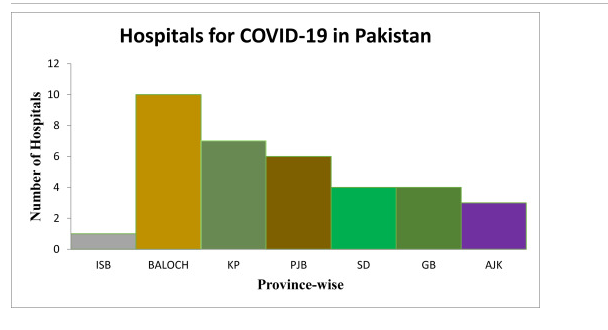 Hospitals for COVID-19 in Pakistan
Number of Hospitals
12
10
8
6
4
2
0
ISB BALOCH KP PJB SD GB AJK
Province-wise